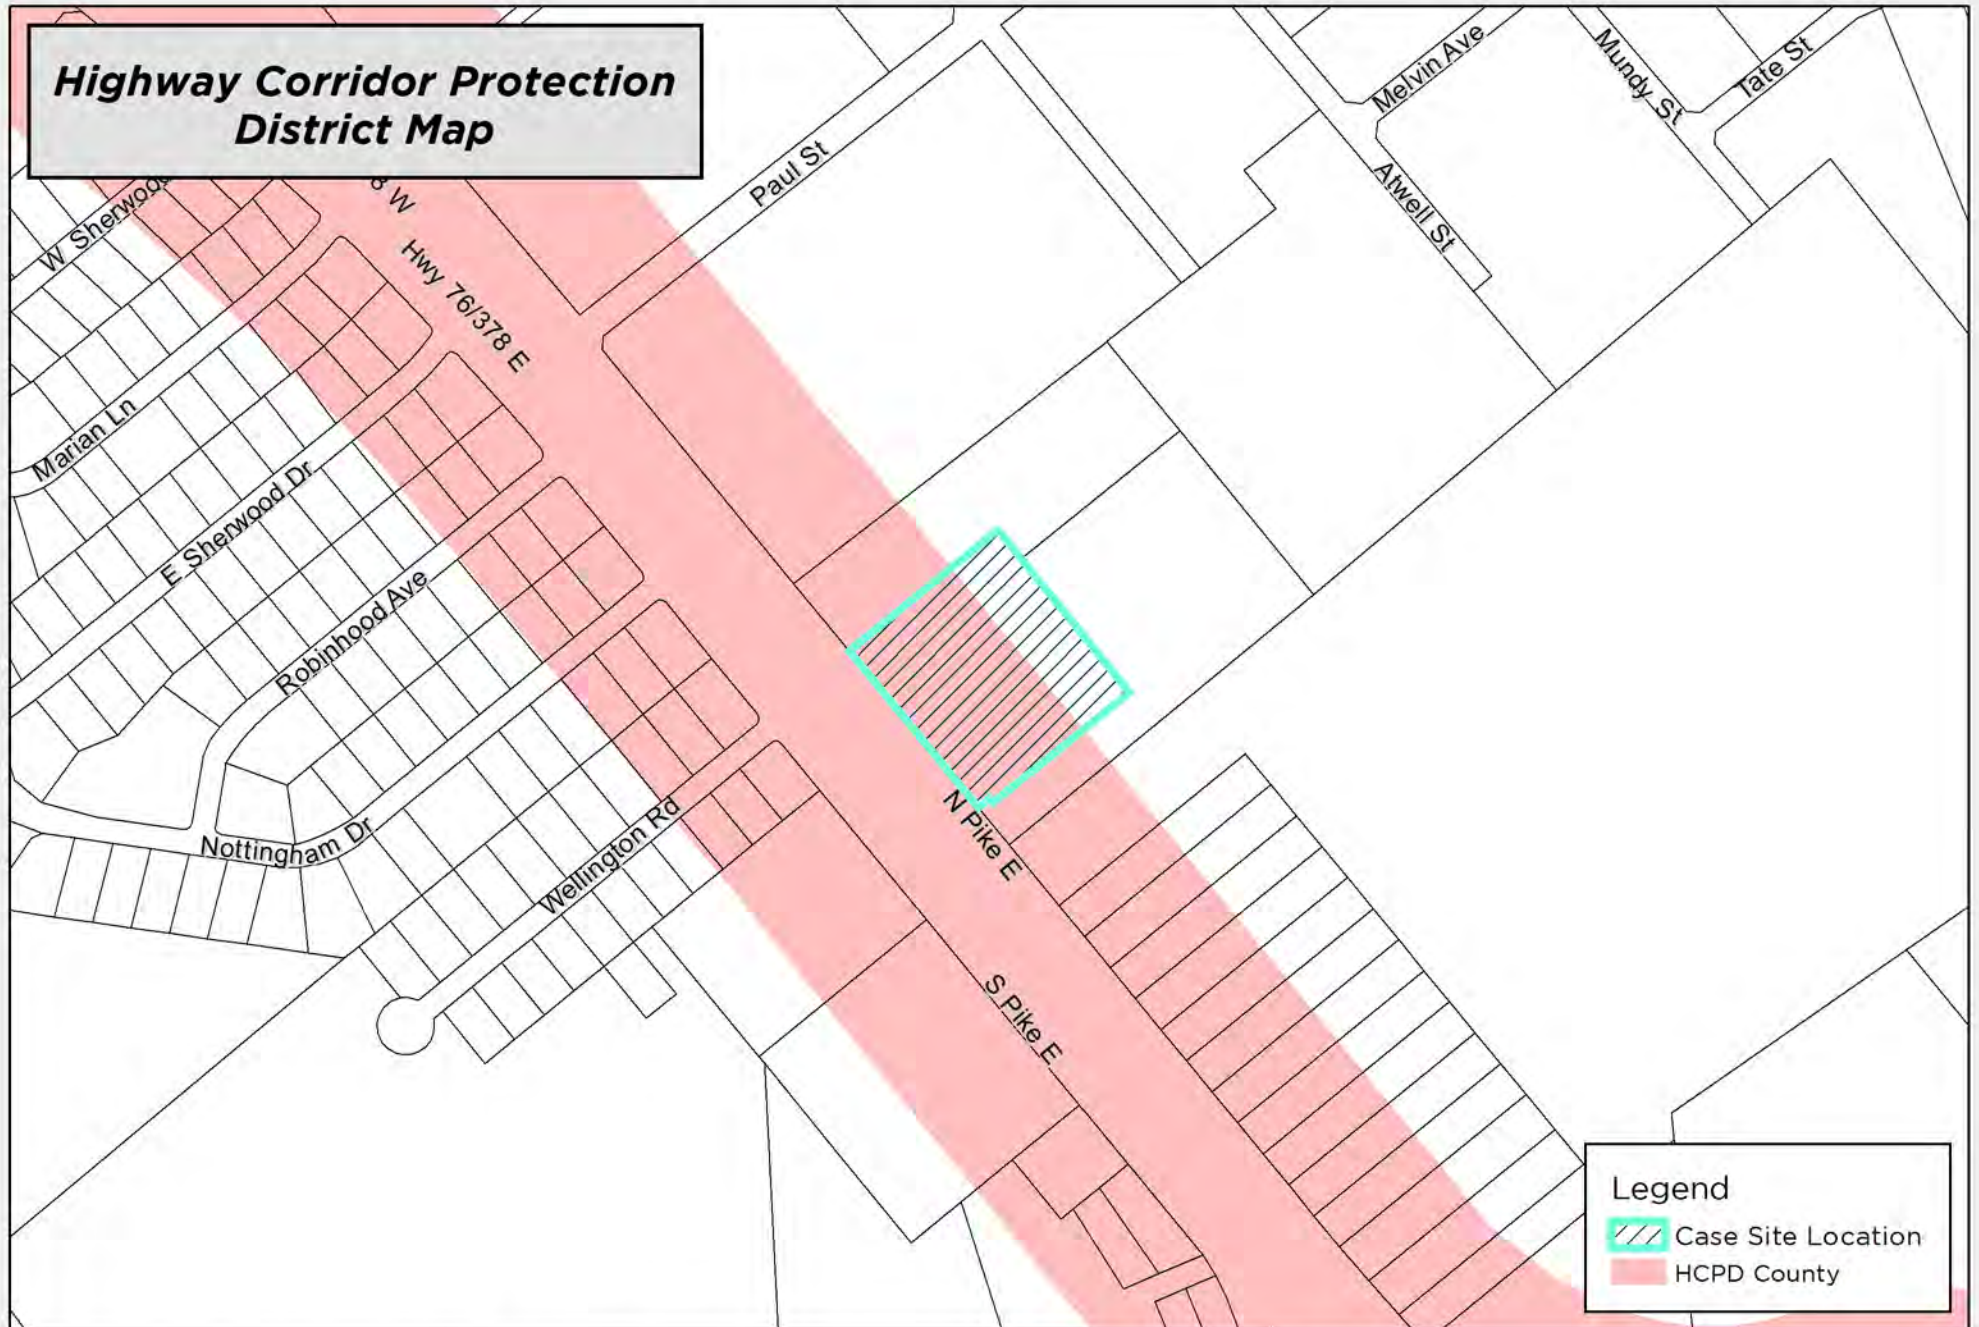 Highway Corridor Protection
District Map
Melvin Ave
Mundy St
Tate St
Paul St
Atwell St
W Sherwood
8 W
Hwy 76/378 E
Marian Ln
E Sherwood Dr
Robinhood Ave
Nottingham Dr
Wellington Rd
N Pike E
S Pike E
Legend
Case Site Location
HCPD County